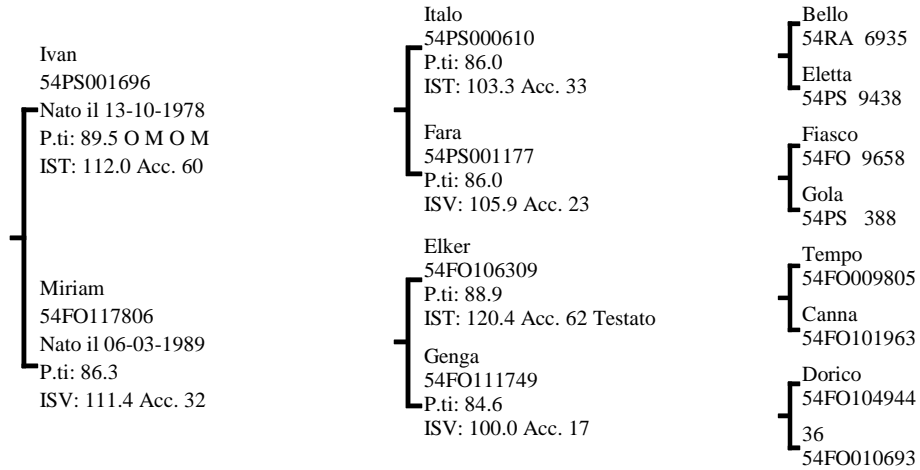 Ivan
54PS001696
Nato il 13-10-1978
P.ti: 89.5 O M O M
IST: 112.0 Acc. 60
Miriam
54FO117806
Nato il 06-03-1989
P.ti: 86.3
ISV: 111.4 Acc. 32
Italo
54PS000610
P.ti: 86.0
IST: 103.3 Acc. 33
Fara
54PS001177
P.ti: 86.0
ISV: 105.9 Acc. 23
Elker
54FO106309
P.ti: 88.9
IST: 120.4 Acc. 62 Testato
Genga
54FO111749
P.ti: 84.6
ISV: 100.0 Acc. 17
Bello
54RA 6935
Eletta
54PS 9438
Fiasco
54FO 9658
Gola
54PS 388
Tempo
54FO009805
Canna
54FO101963
Dorico
54FO104944
36
54FO010693